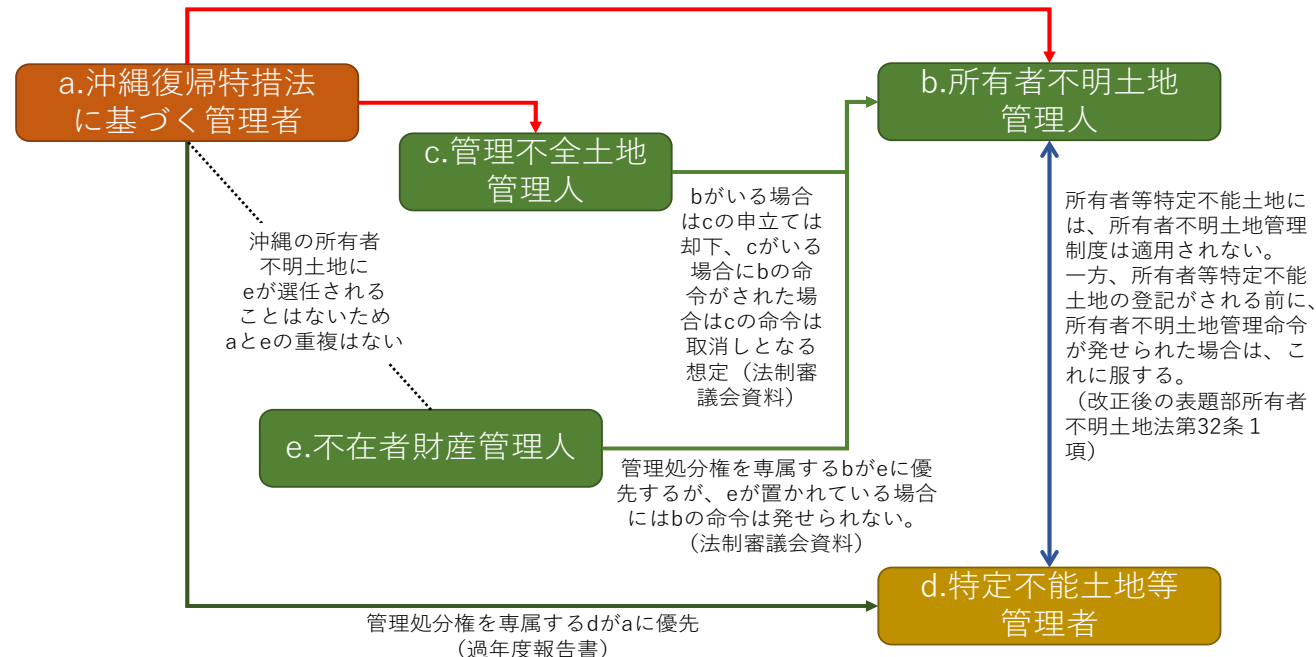 a.沖縄復帰特措法
に基づく管理者
b.所有者不明土地
管理人
c.管理不全土地
管理人
bがいる場合
はcの申立ては
却下、cがいる
場合にbの命
令がされた場
合はcの命令は
取消しとなる
想定（法制審
議会資料）
所有者等特定不能土地に
は、所有者不明土地管理
制度は適用されない。
一方、所有者等特定不能
土地の登記がされる前に、
所有者不明土地管理命令
が発せられた場合は、こ
れに服する。
（改正後の表題部所有者
不明土地法第32条１
項）
沖縄の所有者
不明土地に
eが選任される
ことはないため
aとeの重複はない
e.不在者財産管理人
管理処分権を専属するbがeに優
先するが、eが置かれている場合
にはbの命令は発せられない。
（法制審議会資料）
d.特定不能土地等
管理者
管理処分権を専属するdがaに優先
（過年度報告書）